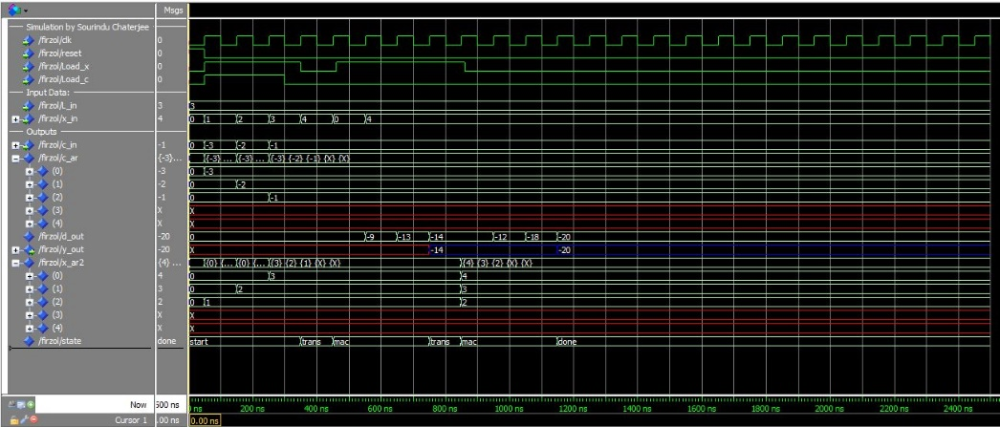 Msgs
Simulation by Sourindu Chaterjee
/firzol/clk 0
/firzol/reset 0
/firzol/Load_x 0
/firzol/Load_c 0
Input Data:
/firzol/L_in 3 3
/firzol/x_in 4 0 1 2 3 4 0 4
Outputs
/firzol/c_in -1 0 -3 -2 -1
/firzol/c_ar {-3}... {{-3} ... {{-3} ... {{-3} {-2} {-1} {X} {X}
(0) -3 0 -3
(1) -2 0 -2
(2) -1 0 -1
(3) X X
(4) X X
/firzol/d_out -20 0 -9 -13 -14 -12 -18 -20
/firzol/y_out -20 X -14 -20
/firzol/x_ar2 {4} ... {{0} {... {{0} {... {{3} {2} {1} {X} {X} {{4} {3} {2} {X} {X}
(0) 4 0 3 4
(1) 3 0 2 3
(2) 2 0 1 2
(3) X X
(4) X X
/firzol/state done start trans mac trans mac done
Now 500 ns ns 200 ns 400 ns 600 ns 800 ns 1000 ns 1200 ns 1400 ns 1600 ns 1800 ns 2000 ns 2200 ns 2400 ns
Cursor 1 .00 ns 0.00 ns